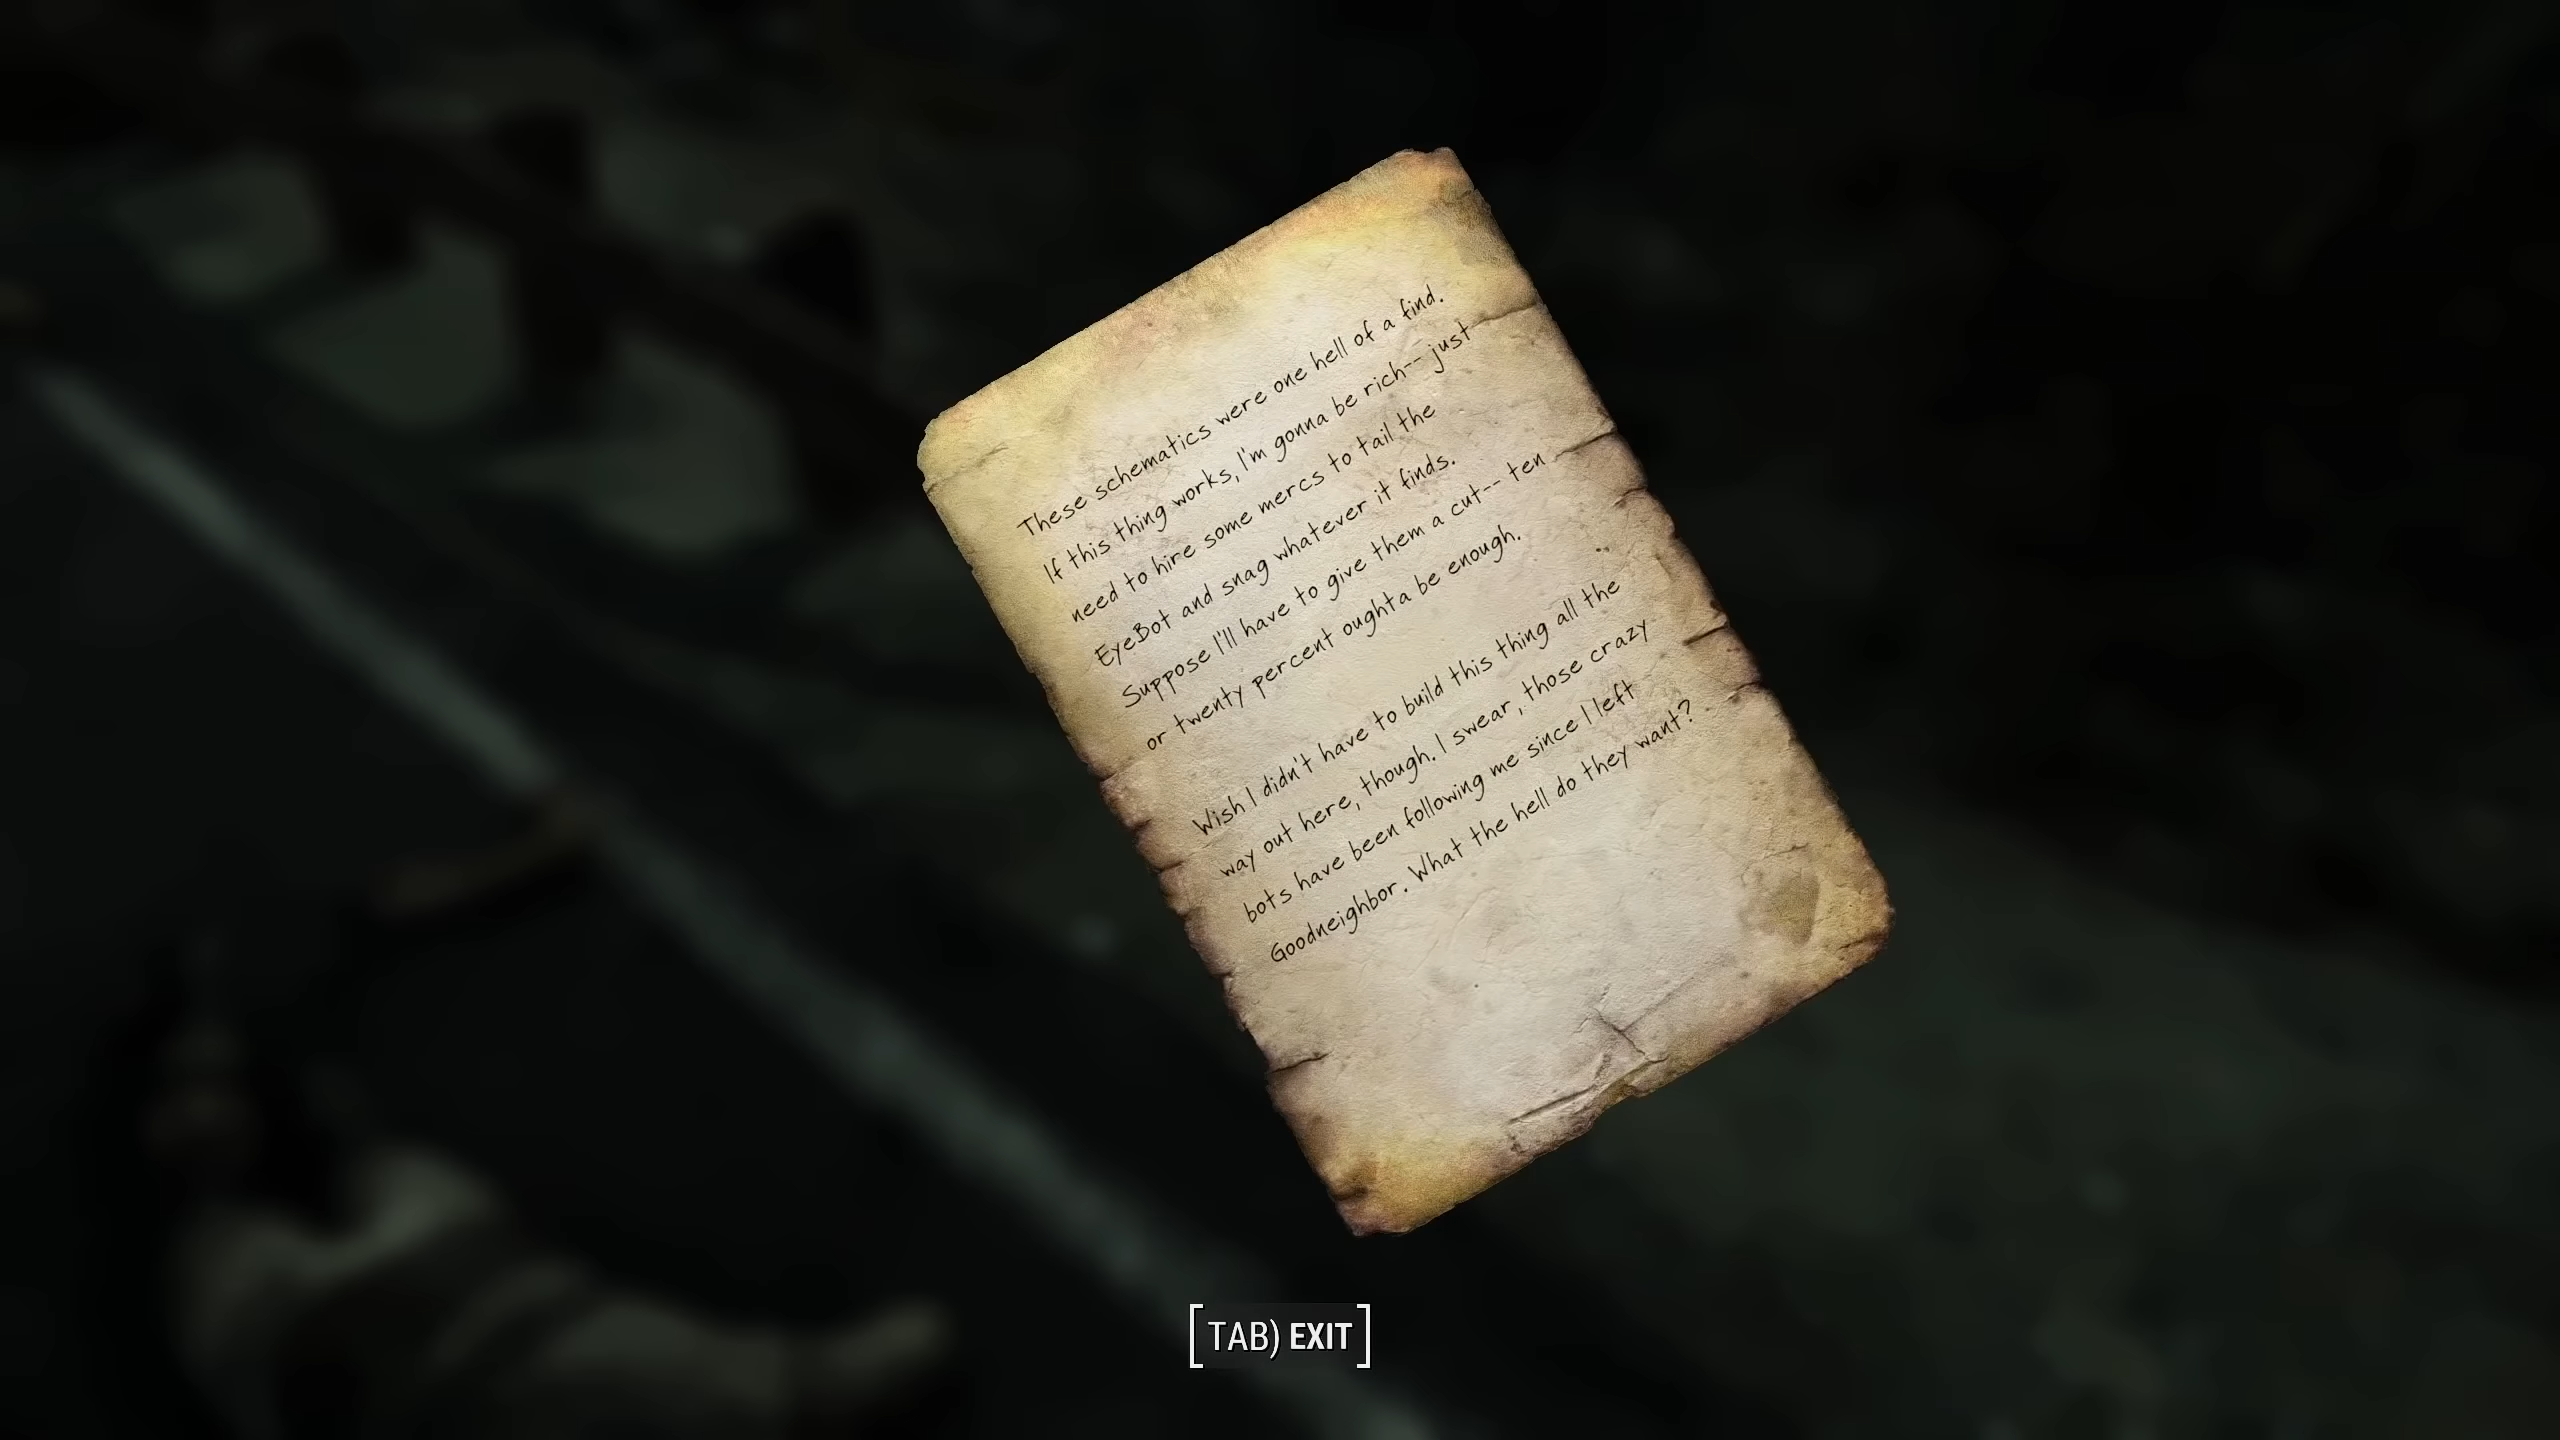 These schematics were one hell of a find.
If this thing works, I'm gonna be rich-- just
need to hire some mercs to tail the
EyeBot and snag whatever it finds.
Suppose I'll have to give them a cut-- ten
or twenty percent oughta be enough.
Wish I didn't have to build this thing all the
way out here, though. I swear, those crazy
bots have been following me since I left
Goodneighbor. What the hell do they want?
[TAB) EXIT]